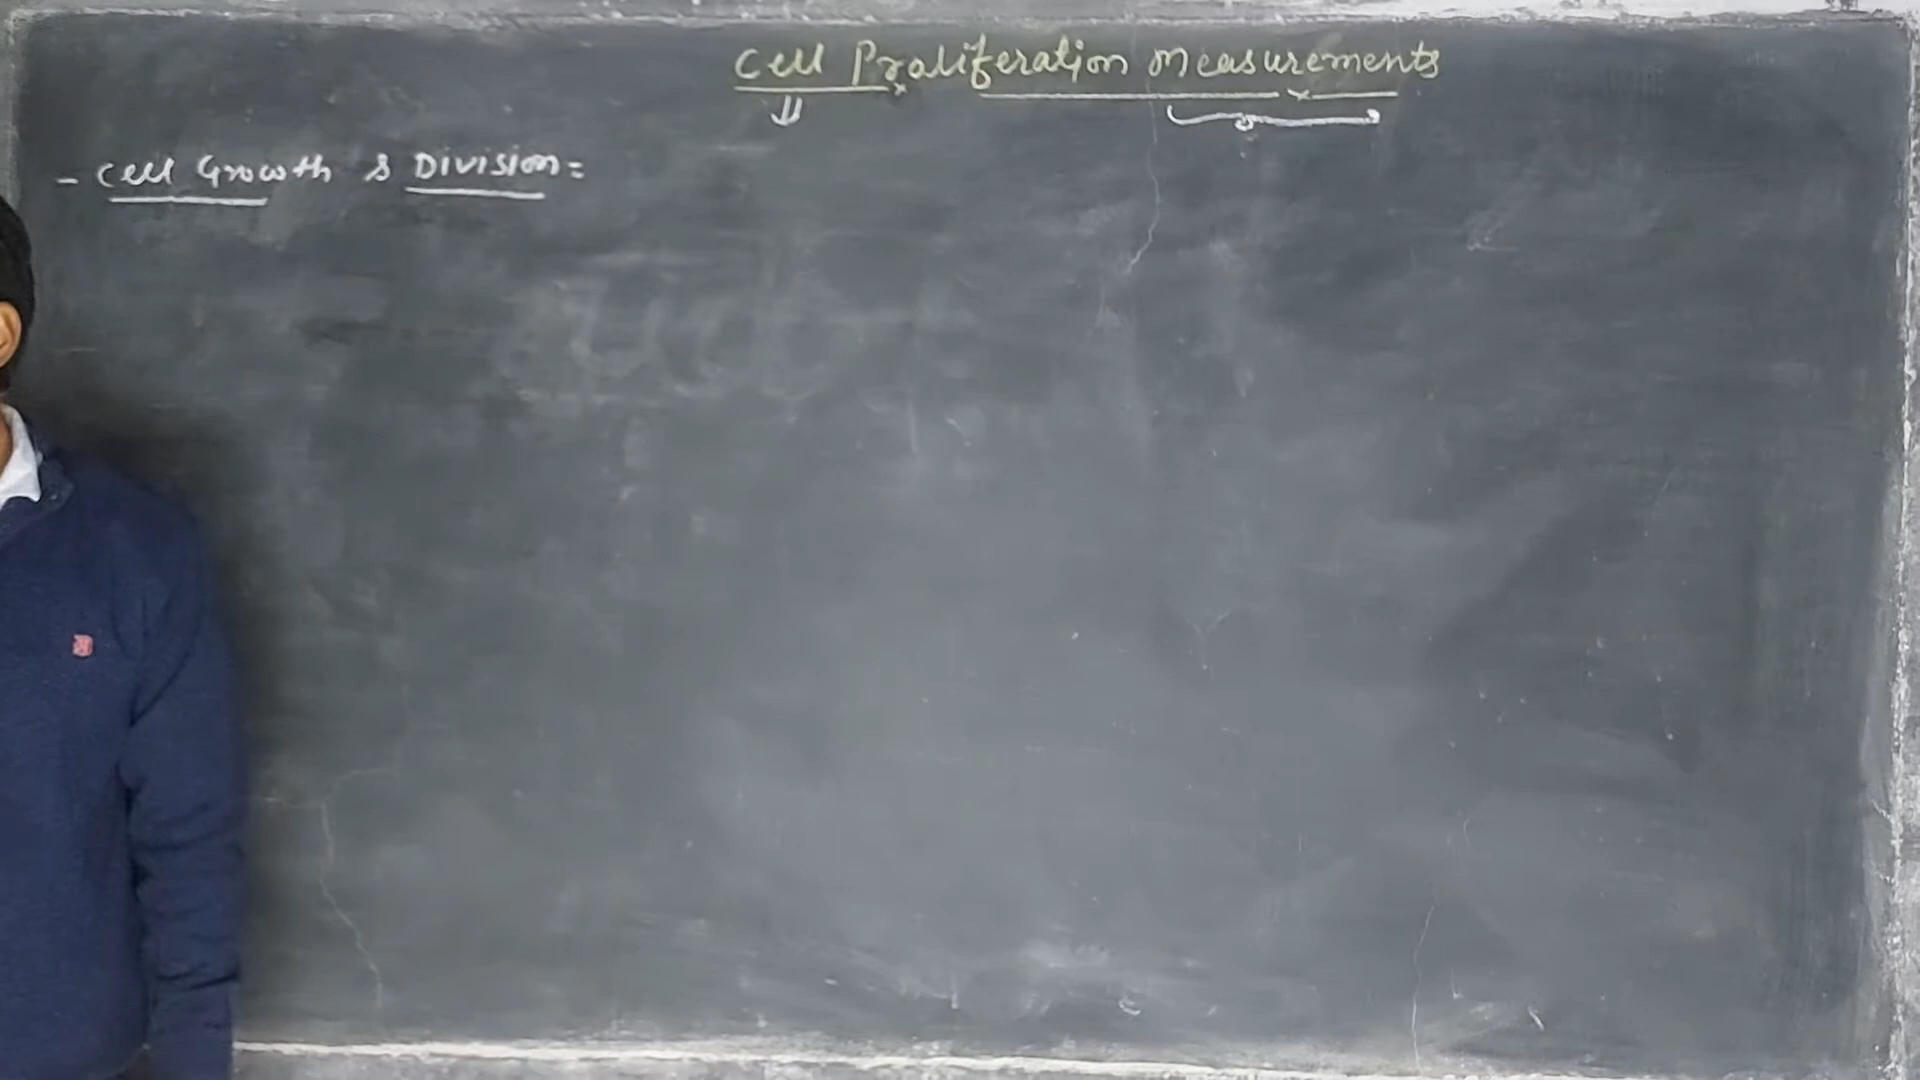 Cell Proliferation Measurements
- Cell Growth & Division =